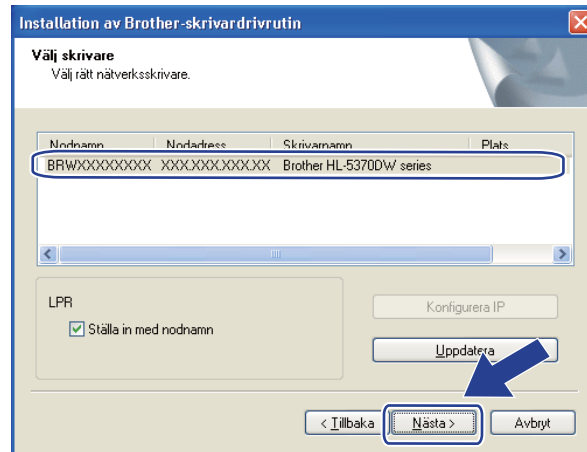 Installation av Brother-skrivardrivrutin
Välj skrivare
Välj rätt nätverksskrivare.
Nodnamn Nodadress Skrivarnamn Plats
BRWXXXXXXXX XXX.XXX.XXX.XX Brother HL-5370DW series
LPR
Ställa in med nodnamn
Konfigurera IP
Uppdatera
< Tillbaka Nästa > Avbryt